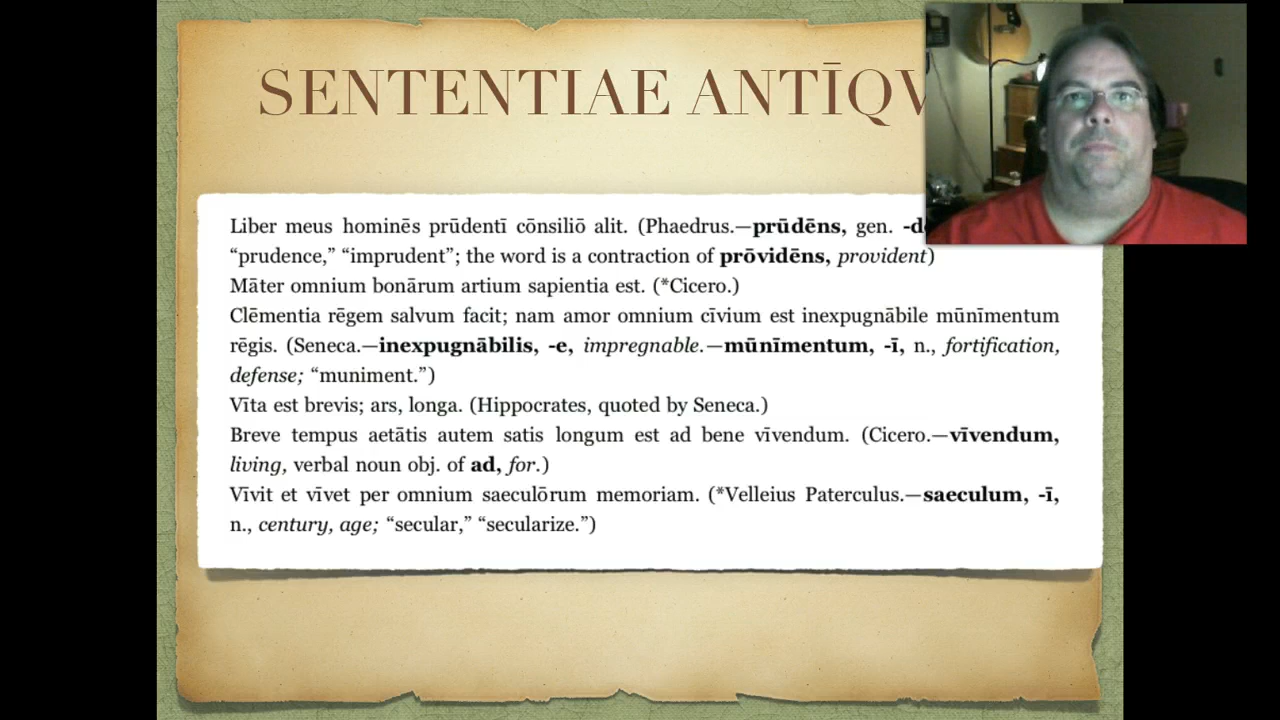 SENTENTIAE ANTĪQV
Liber meus hominēs prūdentī cōnsiliō alit. (Phaedrus.—prūdēns, gen.
“prudence,” “imprudent”; the word is a contraction of prōvidēns, provident)
Māter omnium bonārum artium sapientia est. (*Cicero.)
Clēmentia rēgem salvum facit; nam amor omnium cīvium est inexpugnābile mūnīmentum
rēgis. (Seneca.—inexpugnābilis, -e, impregnable.—mūnīmentum, -ī, n., fortification,
defense; “muniment.”)
Vīta est brevis; ars, longa. (Hippocrates, quoted by Seneca.)
Breve tempus aetātis autem satis longum est ad bene vīvendum. (Cicero.—vīvendum,
living, verbal noun obj. of ad, for.)
Vīvit et vīvet per omnium saeculōrum memoriam. (*Velleius Paterculus.—saeculum, -ī,
n., century, age; “secular,” “secularize.”)